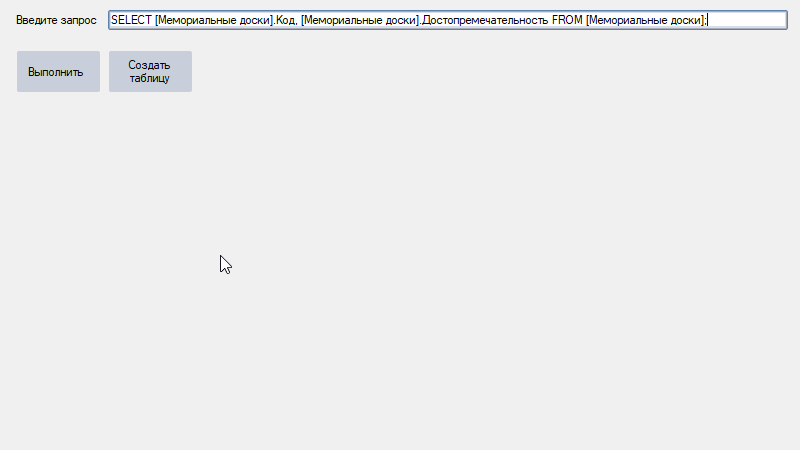 Введите запрос
SELECT [Мемориальные доски].Код, [Мемориальные доски].Достопремечательность FROM [Мемориальные доски];
Выполнить
Создать
таблицу